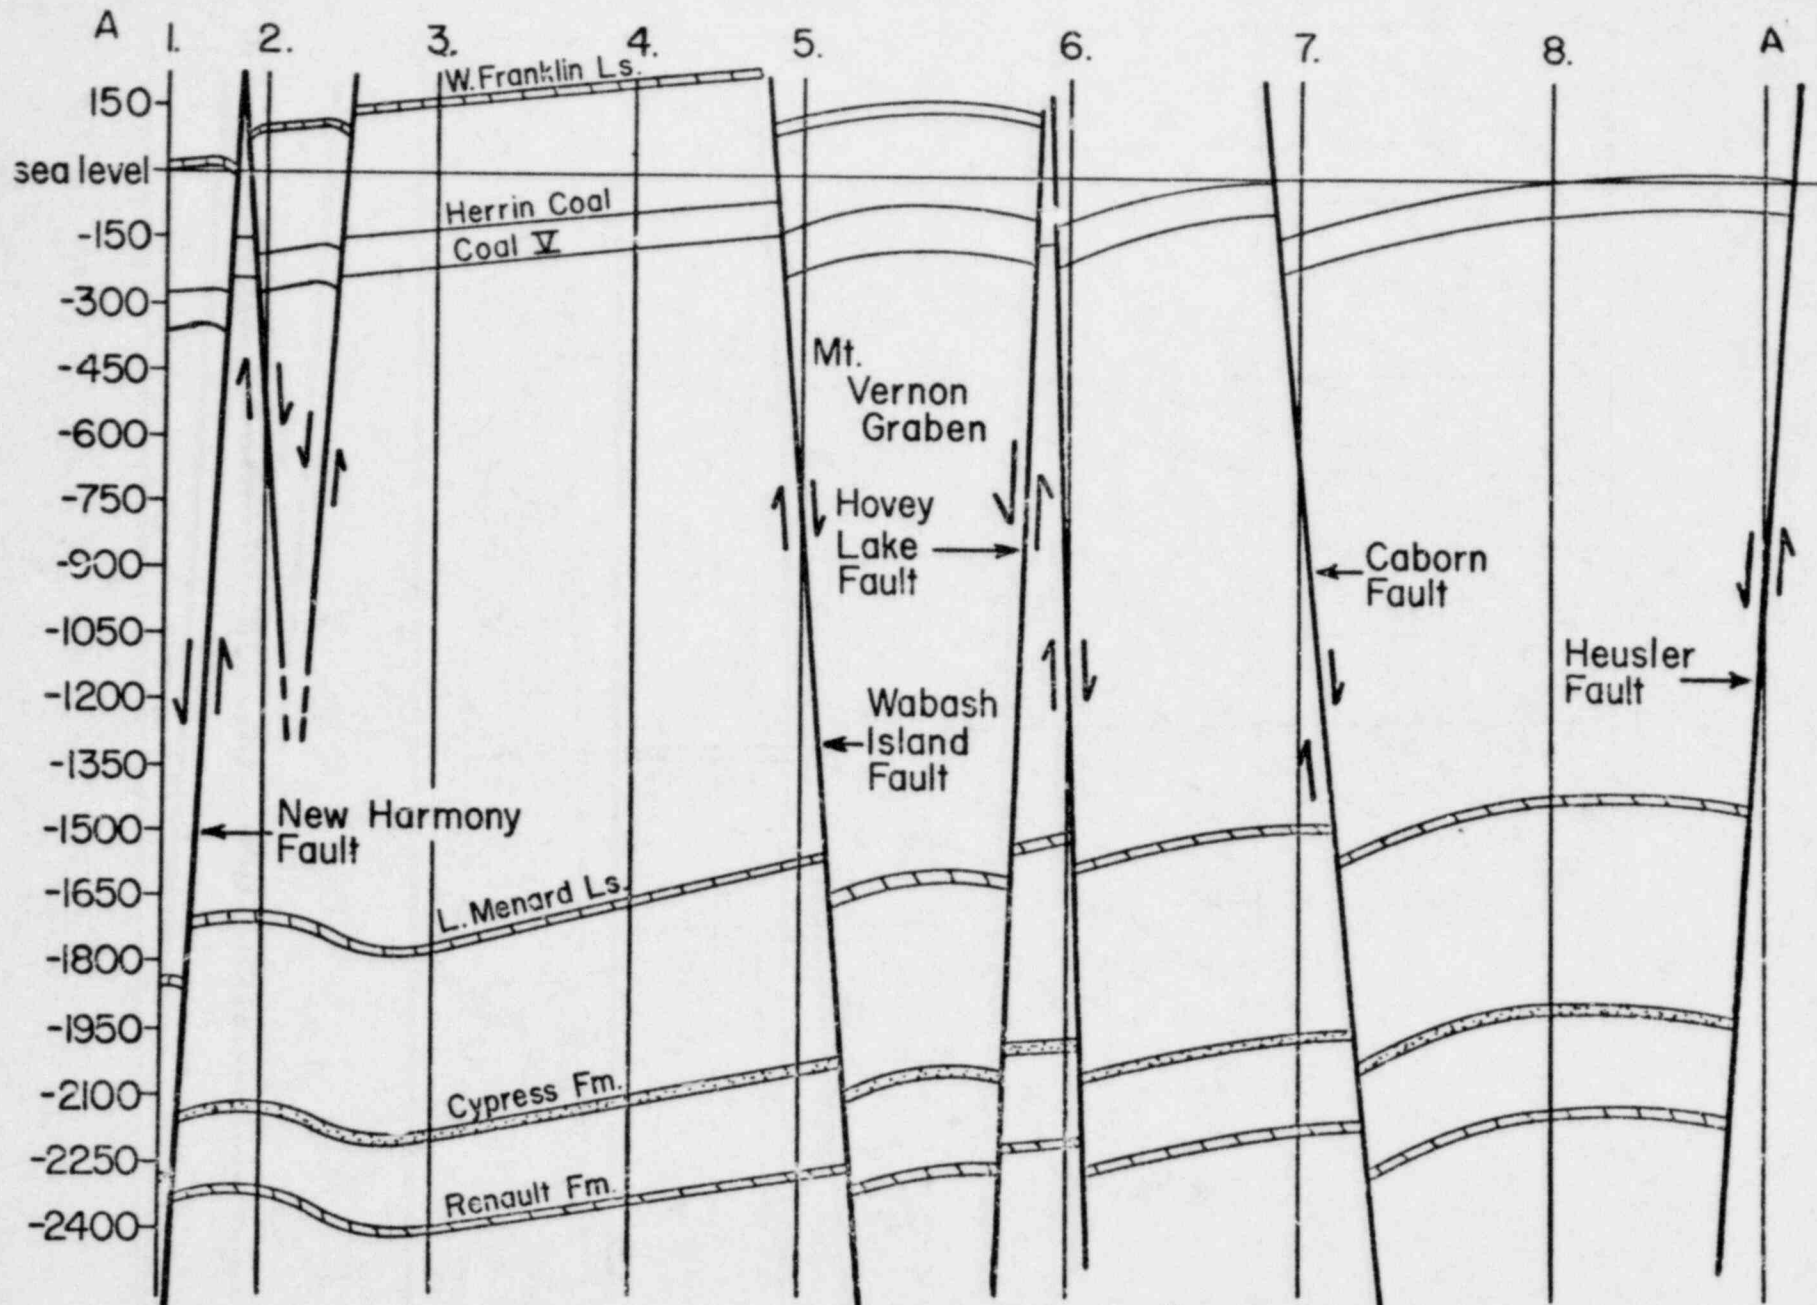 A 1. 2. 3. 4. 5. 6. 7. 8. A
W. Franklin Ls.
150
sea level
Herrin Coal
-150
Coal V
-300
Mt.
Vernon
Graben
-450
-600
-750
Hovey
Lake
Fault
-900
Caborn
Fault
-1050
Heusler
Fault
-1200
Wabash
Island
Fault
-1350
-1500
New Harmony
Fault
-1650
L. Menard Ls.
-1800
-1950
-2100
Cypress Fm.
-2250
Renault Fm.
-2400